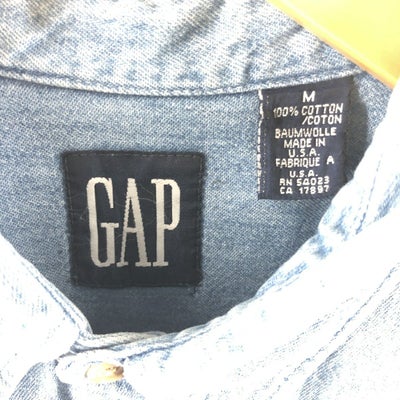 GAP
M
100% COTTON
/COTON
BAUMWOLLE
MADE IN
U.S.A.
FABRIQUE A
U.S.A.
RN 54023
CA 17897